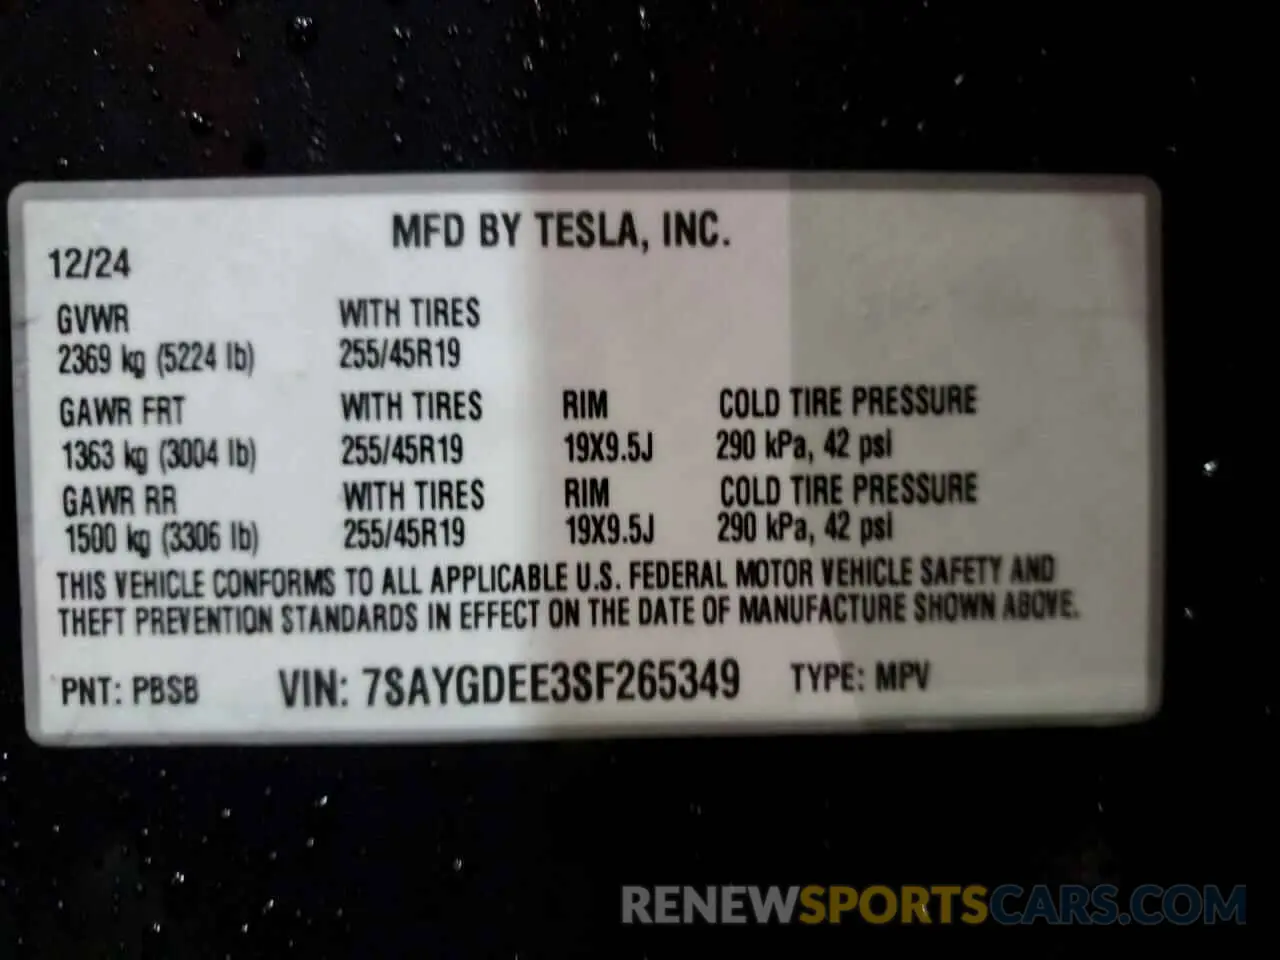 MFD BY TESLA, INC.
12/24
GVWR WITH TIRES
2369 kg (5224 lb) 255/45R19
GAWR FRT WITH TIRES RIM COLD TIRE PRESSURE
1363 kg (3004 lb) 255/45R19 19X9.5J 290 kPa, 42 psi
GAWR RR WITH TIRES RIM COLD TIRE PRESSURE
1500 kg (3306 lb) 255/45R19 19X9.5J 290 kPa, 42 psi
THIS VEHICLE CONFORMS TO ALL APPLICABLE U.S. FEDERAL MOTOR VEHICLE SAFETY AND
THEFT PREVENTION STANDARDS IN EFFECT ON THE DATE OF MANUFACTURE SHOWN ABOVE.
PNT: PBSB VIN: 7SAYGDEE3SF265349 TYPE: MPV
RENEWSPORTSCARS.COM